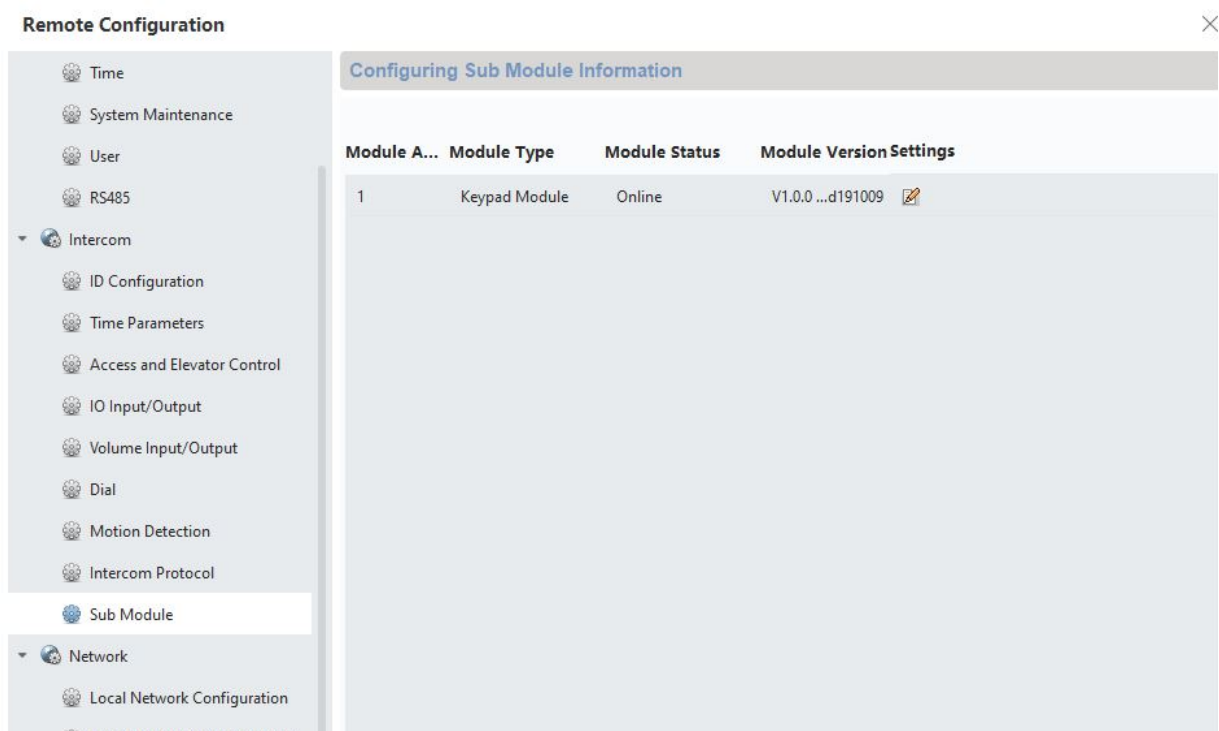 Remote Configuration
Time
System Maintenance
User
RS485
Intercom
ID Configuration
Time Parameters
Access and Elevator Control
IO Input/Output
Volume Input/Output
Dial
Motion Detection
Intercom Protocol
Sub Module
Network
Local Network Configuration
Configuring Sub Module Information
Module A... Module Type Module Status Module Version Settings
1 Keypad Module Online V1.0.0 ...d191009